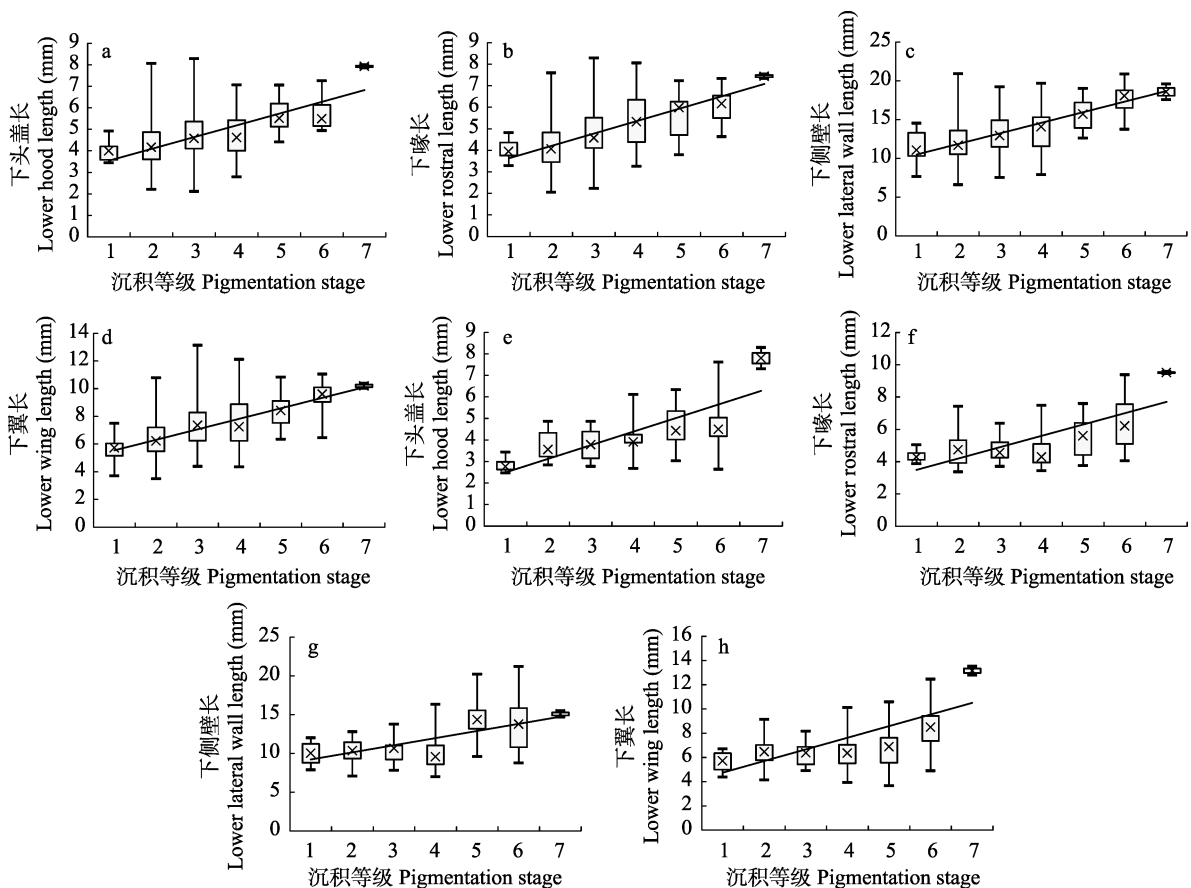 a
下头盖长
Lower hood length (mm)
9
8
7
6
5
4
3
2
1
0
1 2 3 4 5 6 7
沉积等级 Pigmentation stage
b
下喙长
Lower rostral length (mm)
9
8
7
6
5
4
3
2
1
0
1 2 3 4 5 6 7
沉积等级 Pigmentation stage
c
下侧壁长
Lower lateral wall length (mm)
25
20
15
10
5
0
1 2 3 4 5 6 7
沉积等级 Pigmentation stage
d
下翼长
Lower wing length (mm)
14
12
10
8
6
4
2
0
1 2 3 4 5 6 7
沉积等级 Pigmentation stage
e
下头盖长
Lower hood length (mm)
9
8
7
6
5
4
3
2
1
0
1 2 3 4 5 6 7
沉积等级 Pigmentation stage
f
下喙长
Lower rostral length (mm)
12
10
8
6
4
2
0
1 2 3 4 5 6 7
沉积等级 Pigmentation stage
g
下侧壁长
Lower lateral wall length (mm)
25
20
15
10
5
0
1 2 3 4 5 6 7
沉积等级 Pigmentation stage
h
下翼长
Lower wing length (mm)
16
14
12
10
8
6
4
2
0
1 2 3 4 5 6 7
沉积等级 Pigmentation stage